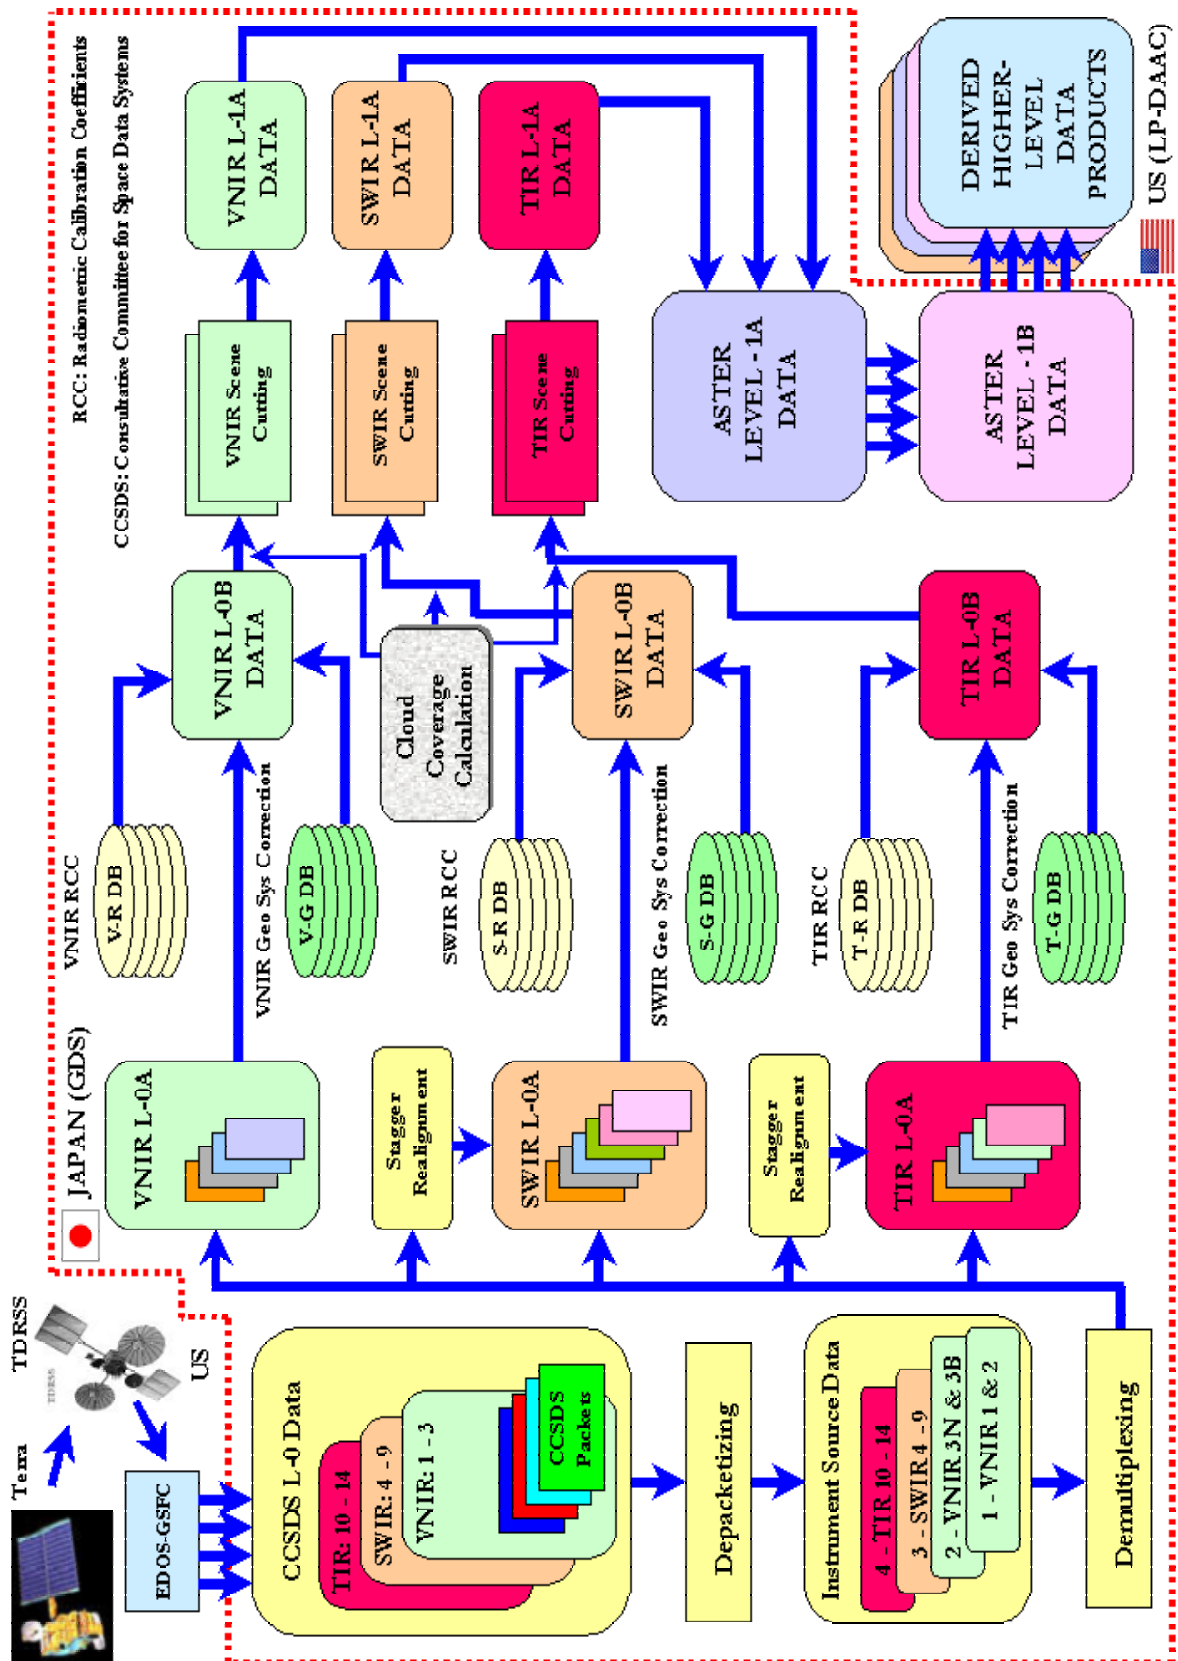 Terra
TDRSS
TDRSS
US
EDOS-GSFC
JAPAN (GDS)
CCSDS L-0 Data
TIR: 10 - 14
SWIR: 4 - 9
VNIR: 1 - 3
CCSDS
Packets
Depacketizing
Instrument Source Data
4 - TIR 10 - 14
3 - SWIR 4 - 9
2 - VNIR 3N & 3B
1 - VNIR 1 & 2
Demultiplexing
VNIR L-0A
Stagger
Realignment
SWIR L-0A
Stagger
Realignment
TIR L-0A
VNIR RCC
V-R DB
VNIR Geo Sys Correction
V-G DB
SWIR RCC
S-R DB
SWIR Geo Sys Correction
S-G DB
TIR RCC
T-R DB
TIR Geo Sys Correction
T-G DB
VNIR L-0B
DATA
Cloud
Coverage
Calculation
SWIR L-0B
DATA
TIR L-0B
DATA
RCC: Radiometric Calibration Coefficients
CCSDS: Consultative Committee for Space Data Systems
VNIR Scene
Cutting
SWIR Scene
Cutting
TIR Scene
Cutting
VNIR L-1A
DATA
SWIR L-1A
DATA
TIR L-1A
DATA
ASTER
LEVEL - 1A
DATA
ASTER
LEVEL - 1B
DATA
DERIVED
HIGHER-
LEVEL
DATA
PRODUCTS
US (LP-DAAC)